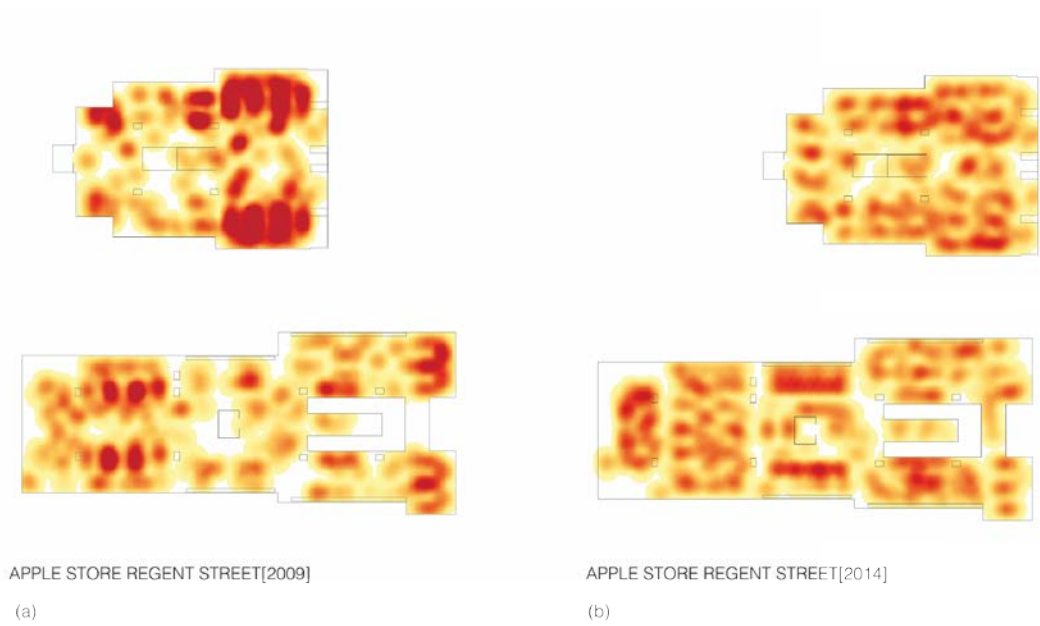 APPLE STORE REGENT STREET[2009]
APPLE STORE REGENT STREET[2014]
(a)
(b)